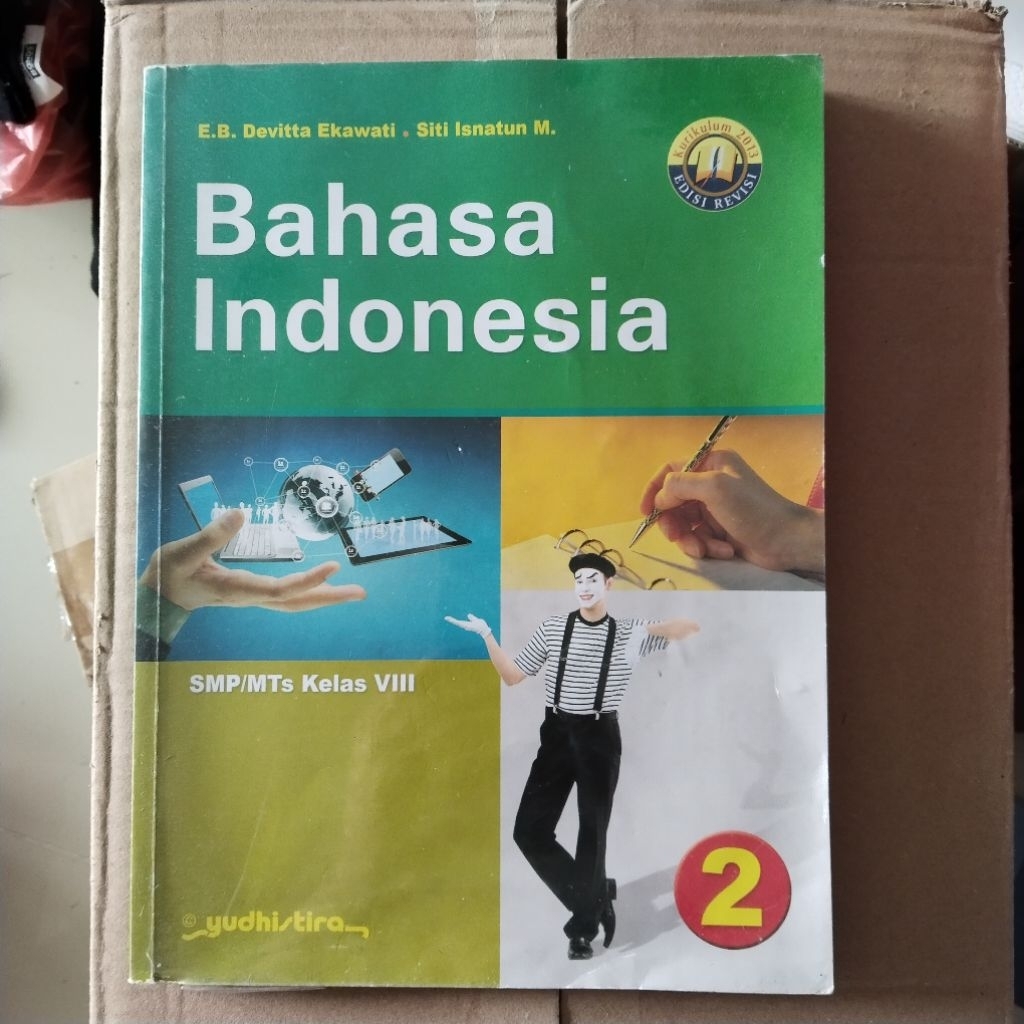 E.B. Devitta Ekawati . Siti Isnatun M.
Kurikulum 2013
EDISI REVISI
Bahasa
Indonesia
SMP/MTs Kelas VIII
yudhistira
2